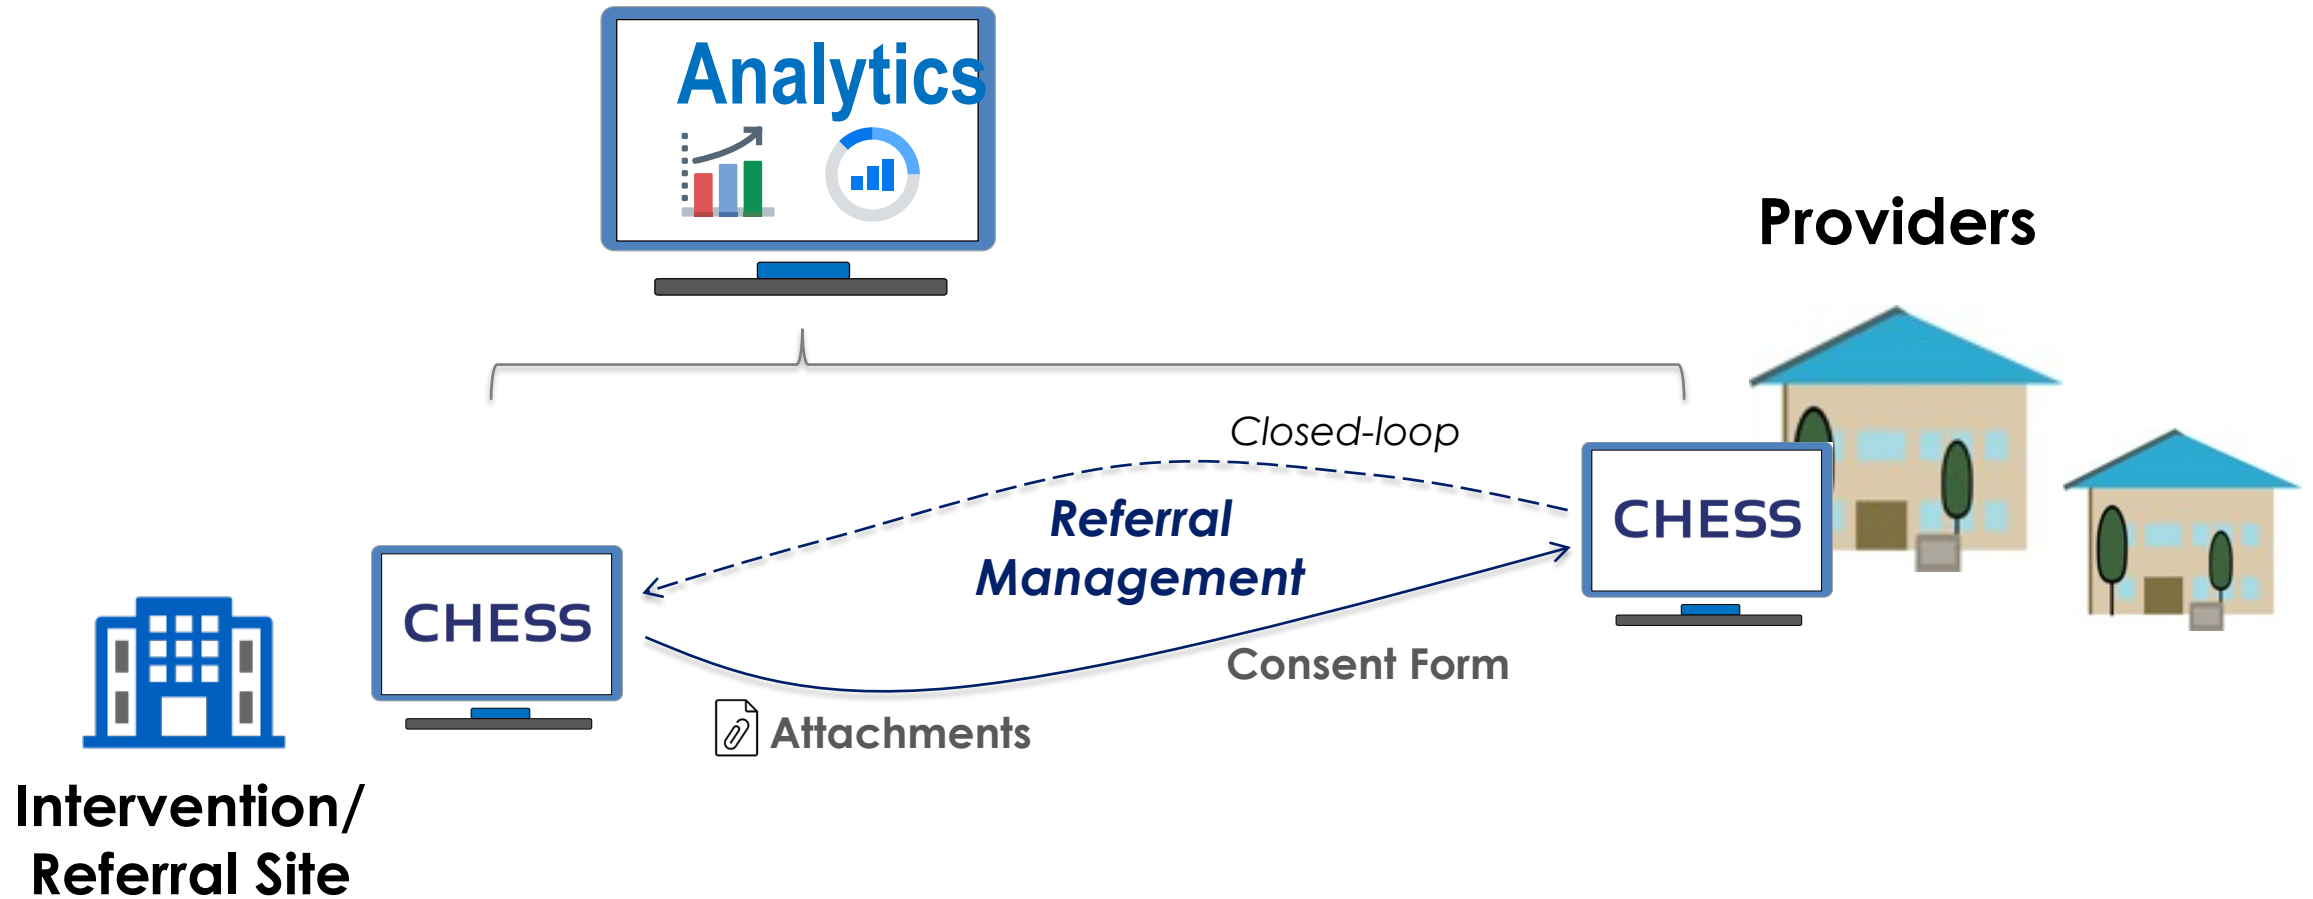 Analytics
Providers
Closed-loop
Referral
Management
CHESS
CHESS
Consent Form
Attachments
Intervention/
Referral Site